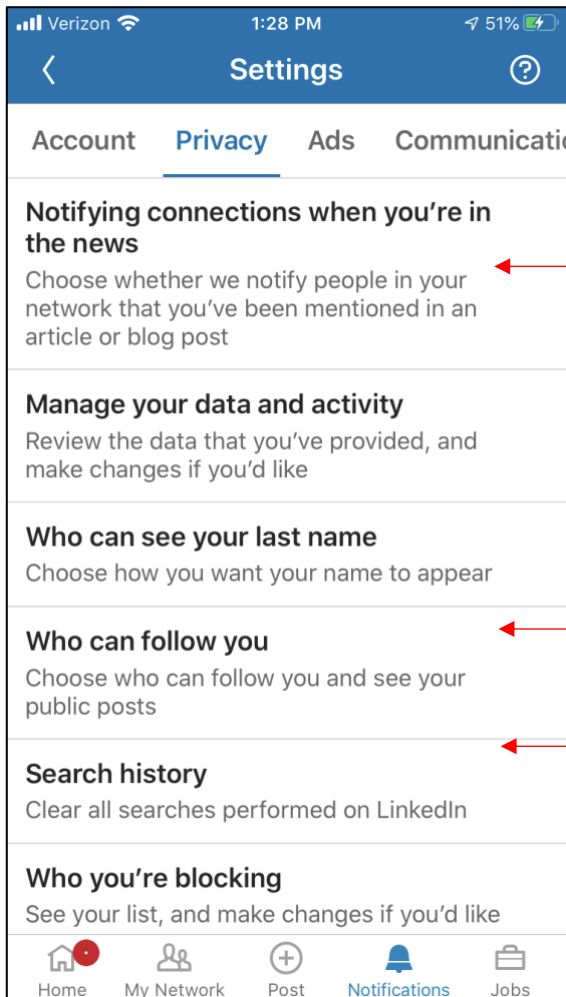 Verizon 1:28 PM 51%
Settings
Account Privacy Ads Communicatio
Notifying connections when you’re in
the news
Choose whether we notify people in your
network that you’ve been mentioned in an
article or blog post
Manage your data and activity
Review the data that you’ve provided, and
make changes if you’d like
Who can see your last name
Choose how you want your name to appear
Who can follow you
Choose who can follow you and see your
public posts
Search history
Clear all searches performed on LinkedIn
Who you’re blocking
See your list, and make changes if you’d like
Home My Network Post Notifications Jobs